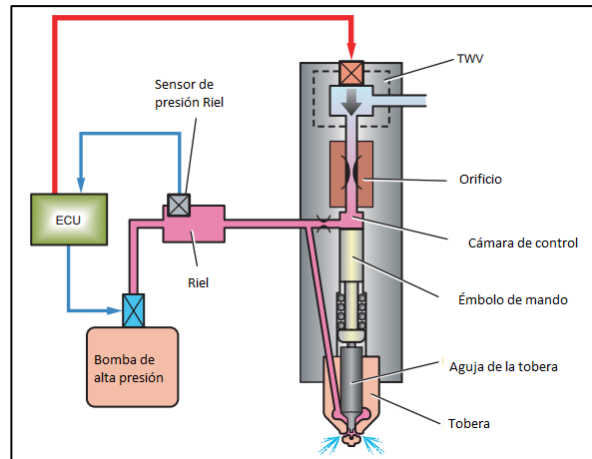 TWV
Sensor de
presión Riel
Orificio
ECU
Cámara de control
Riel
Émbolo de mando
Bomba de
alta presión
Aguja de la tobera
Tobera